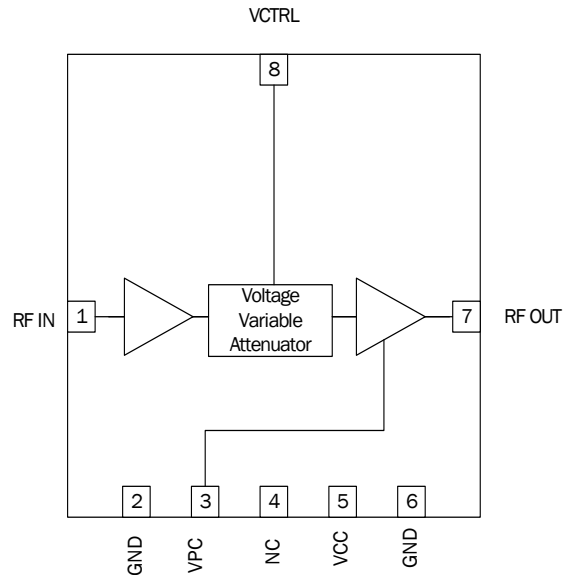 VCTRL
8
RF IN
1
Voltage
Variable
Attenuator
7
RF OUT
2
3
4
5
6
GND
VPC
NC
VCC
GND